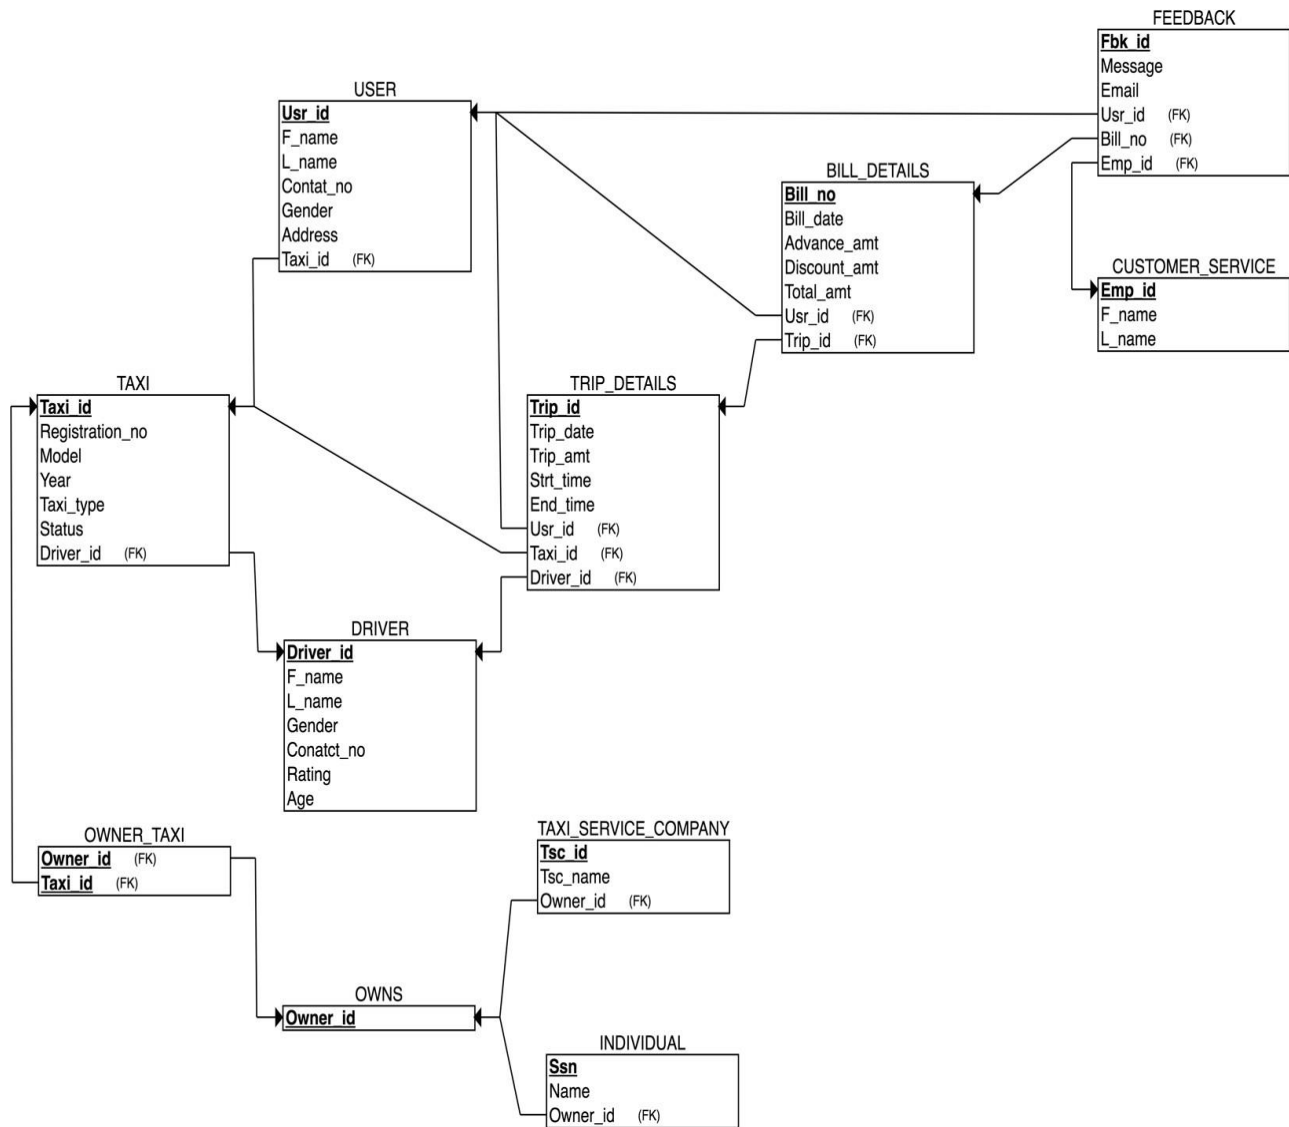 FEEDBACK
Fbk_id
Message
Email
Usr_id (FK)
Bill_no (FK)
Emp_id (FK)
USER
Usr_id
F_name
L_name
Contat_no
Gender
Address
Taxi_id (FK)
BILL_DETAILS
Bill_no
Bill_date
Advance_amt
Discount_amt
Total_amt
Usr_id (FK)
Trip_id (FK)
CUSTOMER_SERVICE
Emp_id
F_name
L_name
TAXI
Taxi_id
Registration_no
Model
Year
Taxi_type
Status
Driver_id (FK)
TRIP_DETAILS
Trip_id
Trip_date
Trip_amt
Strt_time
End_time
Usr_id (FK)
Taxi_id (FK)
Driver_id (FK)
DRIVER
Driver_id
F_name
L_name
Gender
Conatct_no
Rating
Age
OWNER_TAXI
Owner_id (FK)
Taxi_id (FK)
TAXI_SERVICE_COMPANY
Tsc_id
Tsc_name
Owner_id (FK)
OWNS
Owner_id
INDIVIDUAL
Ssn
Name
Owner_id (FK)